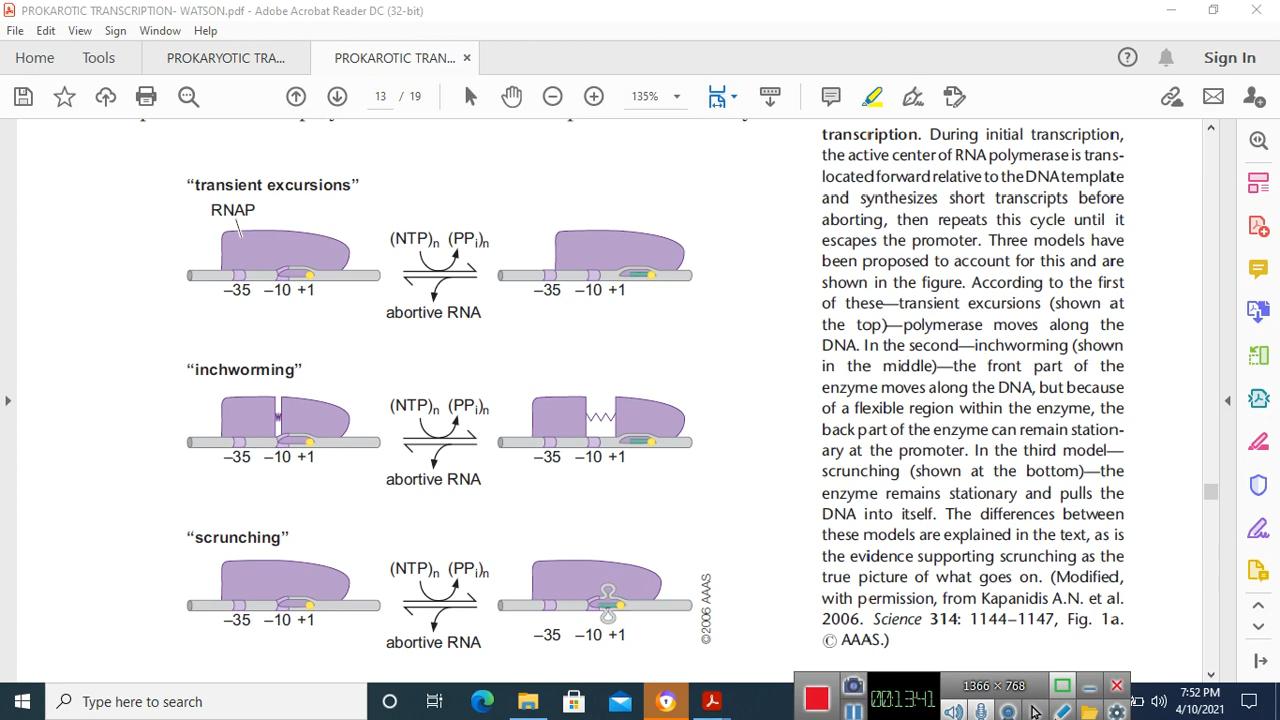 PROKAROTIC TRANSCRIPTION- WATSON.pdf - Adobe Acrobat Reader DC (32-bit)
File Edit View Sign Window Help
Home Tools PROKARYOTIC TRA... PROKAROTIC TRAN... × Sign In
13 / 19 135%
"transient excursions"
RNAP
(NTP)n (PPi)n
–35 –10 +1 –35 –10 +1
abortive RNA
"inchworming"
(NTP)n (PPi)n
–35 –10 +1 –35 –10 +1
abortive RNA
"scrunching"
(NTP)n (PPi)n
–35 –10 +1 –35 –10 +1
abortive RNA
©2006 AAAS
transcription. During initial transcription,
the active center of RNA polymerase is trans-
located forward relative to the DNA template
and synthesizes short transcripts before
aborting, then repeats this cycle until it
escapes the promoter. Three models have
been proposed to account for this and are
shown in the figure. According to the first
of these—transient excursions (shown at
the top)—polymerase moves along the
DNA. In the second—inchworming (shown
in the middle)—the front part of the
enzyme moves along the DNA, but because
of a flexible region within the enzyme, the
back part of the enzyme can remain station-
ary at the promoter. In the third model—
scrunching (shown at the bottom)—the
enzyme remains stationary and pulls the
DNA into itself. The differences between
these models are explained in the text, as is
the evidence supporting scrunching as the
true picture of what goes on. (Modified,
with permission, from Kapanidis A.N. et al.
2006. Science 314: 1144–1147, Fig. 1a.
© AAAS.)
Type here to search
00:13:41
1366 × 768
7:52 PM
4/10/2021